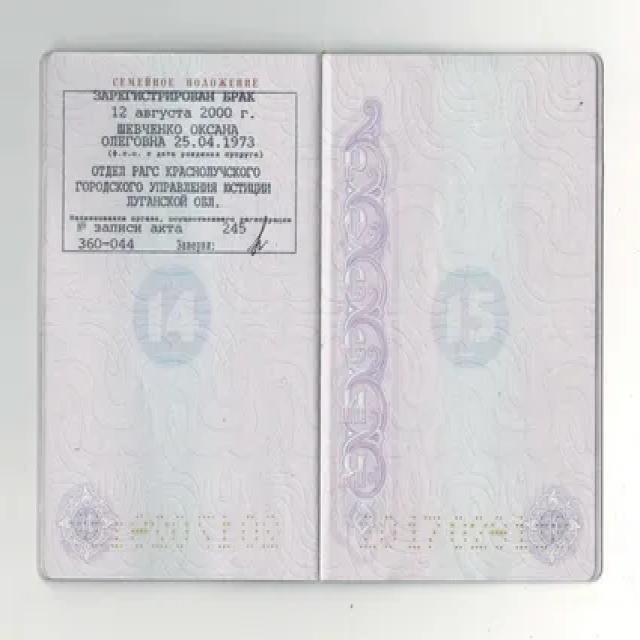 СЕМЕЙНОЕ ПОЛОЖЕНИЕ
ЗАРЕГИСТРИРОВАН БРАК
12 августа 2000 г.
ШЕВЧЕНКО ОКСАНА
ОЛЕГОВНА 25.04.1973
(ф.и.о. и дата рождения супруга)
ОТДЕЛ РАГС КРАСНОЛУЧСКОГО
ГОРОДСКОГО УПРАВЛЕНИЯ ЮСТИЦИИ
ЛУГАНСКОЙ ОБЛ.
Наименование органа, осуществившего регистрацию
№ записи акта 245
360-044 Заверил:
14
15